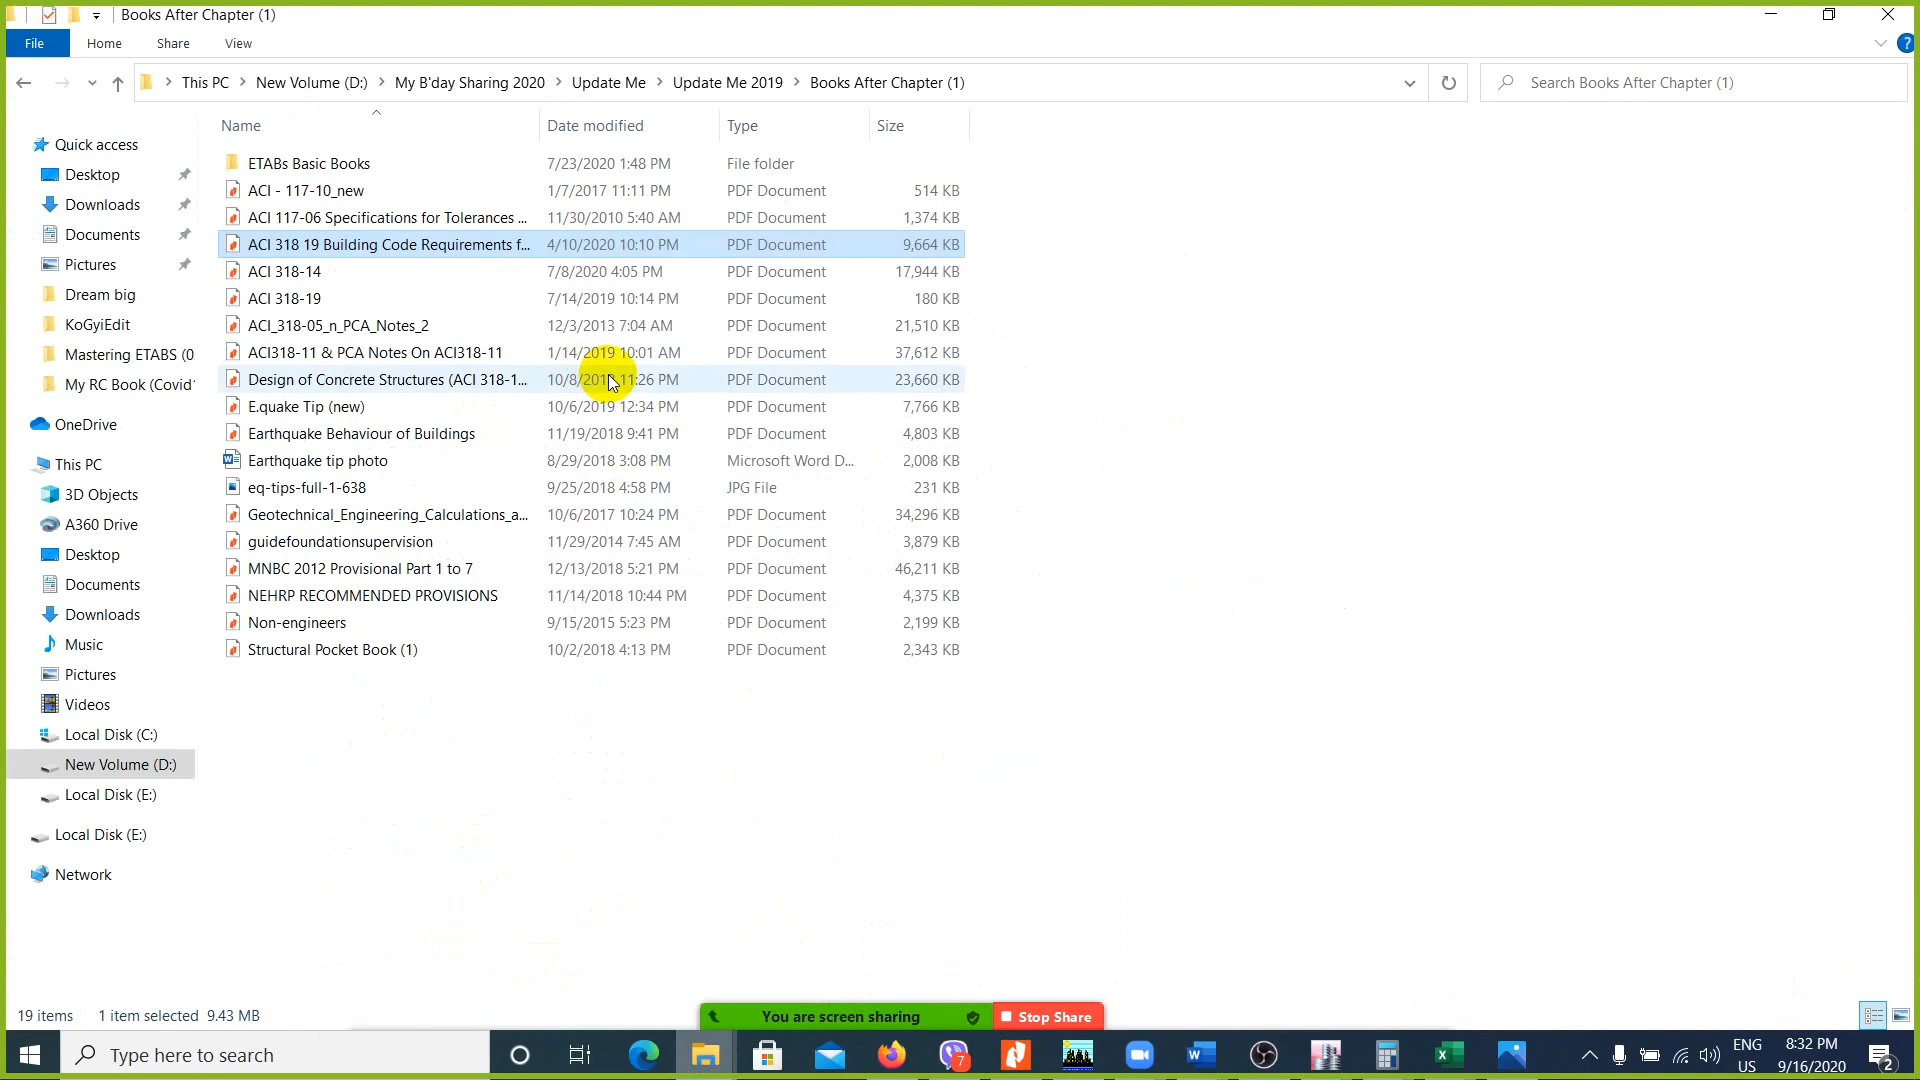 Books After Chapter (1)
File Home Share View
This PC New Volume (D:) My B'day Sharing 2020 Update Me Update Me 2019 Books After Chapter (1)
Search Books After Chapter (1)
Name Date modified Type Size
ETABs Basic Books 7/23/2020 1:48 PM File folder
ACI - 117-10_new 1/7/2017 11:11 PM PDF Document 514 KB
ACI 117-06 Specifications for Tolerances ... 11/30/2010 5:40 AM PDF Document 1,374 KB
ACI 318 19 Building Code Requirements f... 4/10/2020 10:10 PM PDF Document 9,664 KB
ACI 318-14 7/8/2020 4:05 PM PDF Document 17,944 KB
ACI 318-19 7/14/2019 10:14 PM PDF Document 180 KB
ACI_318-05_n_PCA_Notes_2 12/3/2013 7:04 AM PDF Document 21,510 KB
ACI318-11 & PCA Notes On ACI318-11 1/14/2019 10:01 AM PDF Document 37,612 KB
Design of Concrete Structures (ACI 318-1... PDF Document 23,660 KB
E.quake Tip (new) 10/6/2019 12:34 PM PDF Document 7,766 KB
Earthquake Behaviour of Buildings 11/19/2018 9:41 PM PDF Document 4,803 KB
Earthquake tip photo 8/29/2018 3:08 PM Microsoft Word D... 2,008 KB
eq-tips-full-1-638 9/25/2018 4:58 PM JPG File 231 KB
Geotechnical_Engineering_Calculations_a... 10/6/2017 10:24 PM PDF Document 34,296 KB
guidefoundationsupervision 11/29/2014 7:45 AM PDF Document 3,879 KB
MNBC 2012 Provisional Part 1 to 7 12/13/2018 5:21 PM PDF Document 46,211 KB
NEHRP RECOMMENDED PROVISIONS 11/14/2018 10:44 PM PDF Document 4,375 KB
Non-engineers 9/15/2015 5:23 PM PDF Document 2,199 KB
Structural Pocket Book (1) 10/2/2018 4:13 PM PDF Document 2,343 KB
Quick access
Desktop
Downloads
Documents
Pictures
Dream big
KoGyiEdit
Mastering ETABS (0
My RC Book (Covid'
OneDrive
This PC
3D Objects
A360 Drive
Desktop
Documents
Downloads
Music
Pictures
Videos
Local Disk (C:)
New Volume (D:)
Local Disk (E:)
Local Disk (E:)
Network
19 items 1 item selected 9.43 MB
You are screen sharing Stop Share
Type here to search
7
ENG
US
8:32 PM
9/16/2020
2